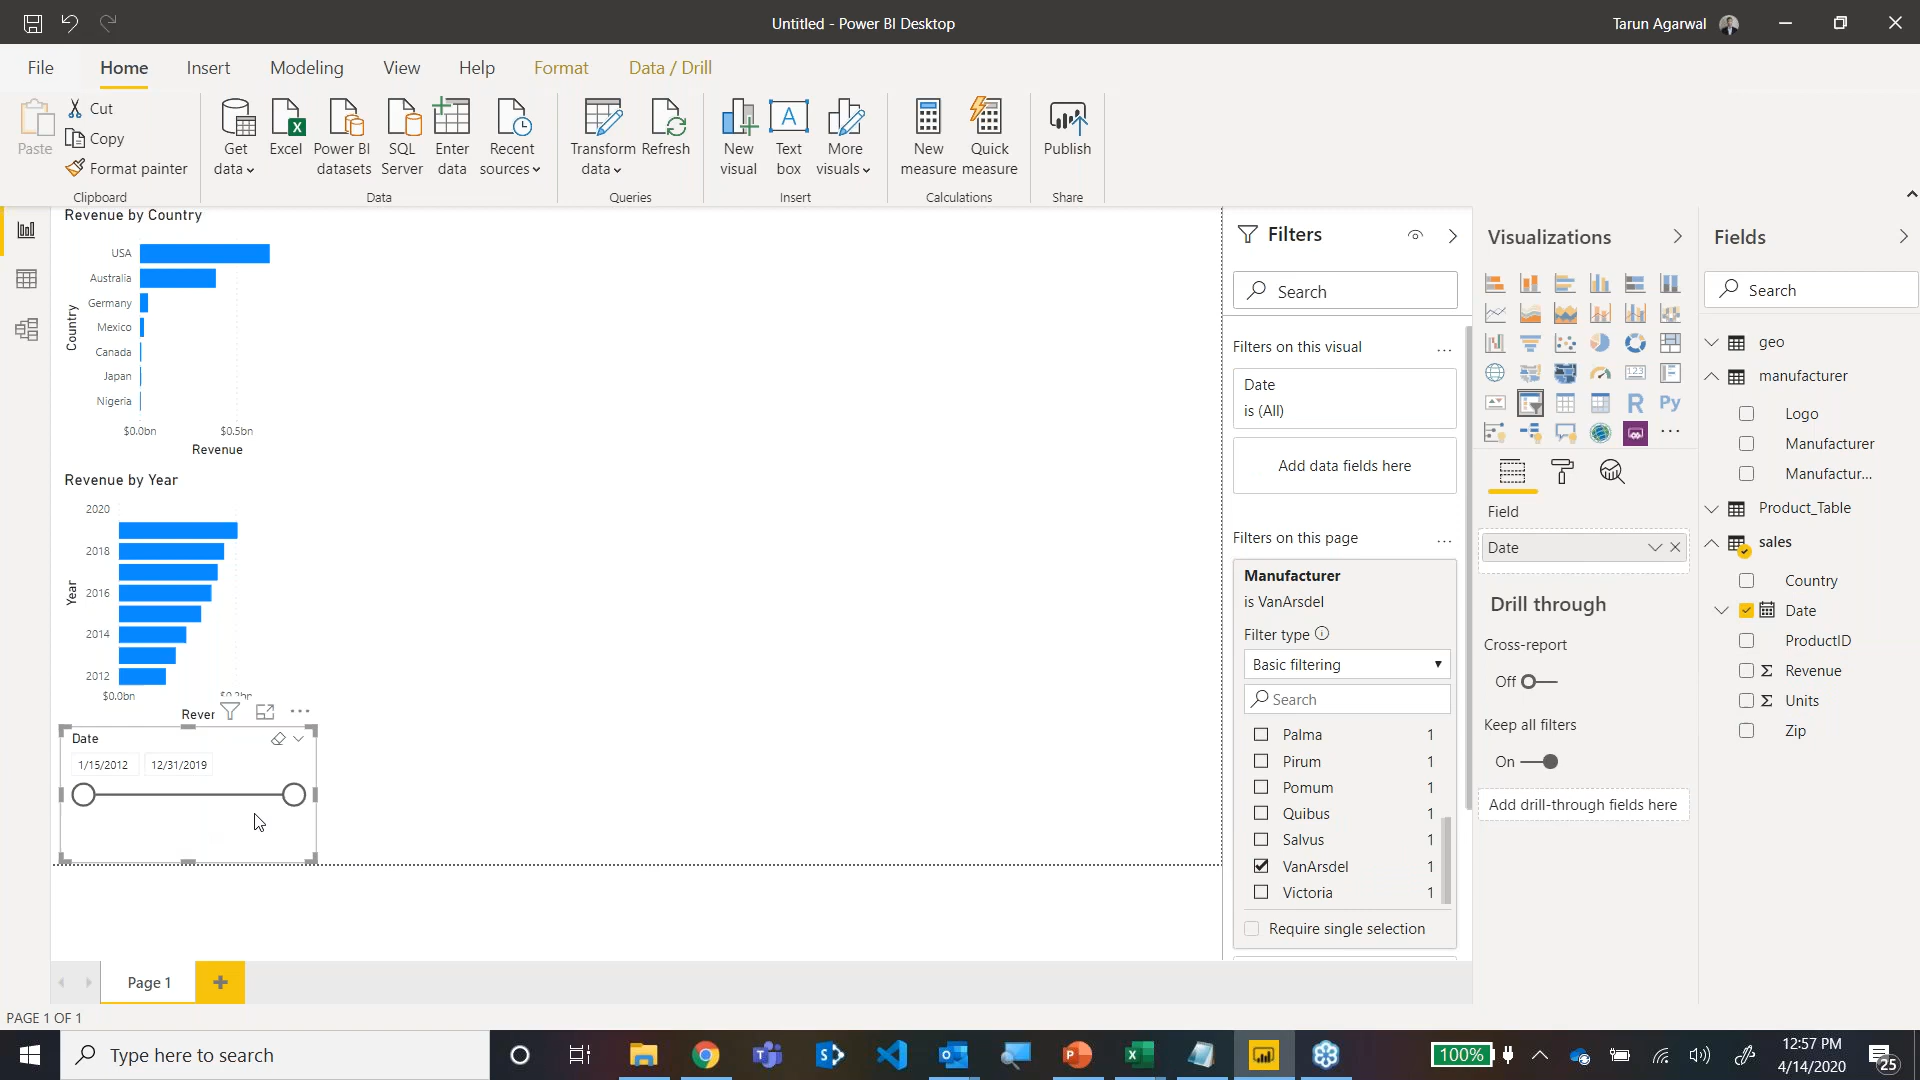 Untitled - Power BI Desktop
Tarun Agarwal
File
Home
Insert
Modeling
View
Help
Format
Data / Drill
Paste
Cut
Copy
Format painter
Clipboard
Get
data
Excel
Power BI
datasets
SQL
Server
Enter
data
Recent
sources
Data
Transform
data
Refresh
Queries
New
visual
Text
box
More
visuals
Insert
New
measure
Quick
measure
Calculations
Publish
Share
Revenue by Country
Country
USA
Australia
Germany
Mexico
Canada
Japan
Nigeria
$0.0bn
$0.5bn
Revenue
Revenue by Year
Year
2020
2018
2016
2014
2012
$0.0bn
Rever
Date
1/15/2012
12/31/2019
Filters
Search
Filters on this visual
...
Date
is (All)
Add data fields here
Filters on this page
...
Manufacturer
is VanArsdel
Filter type
Basic filtering
Search
Palma 1
Pirum 1
Pomum 1
Quibus 1
Salvus 1
VanArsdel 1
Victoria 1
Require single selection
Visualizations
123
R
Py
...
Field
Date
Drill through
Cross-report
Off
Keep all filters
On
Add drill-through fields here
Fields
Search
geo
manufacturer
Logo
Manufacturer
Manufactur...
Product_Table
sales
Country
Date
ProductID
Σ Revenue
Σ Units
Zip
Page 1
PAGE 1 OF 1
Type here to search
100%
12:57 PM
4/14/2020
25